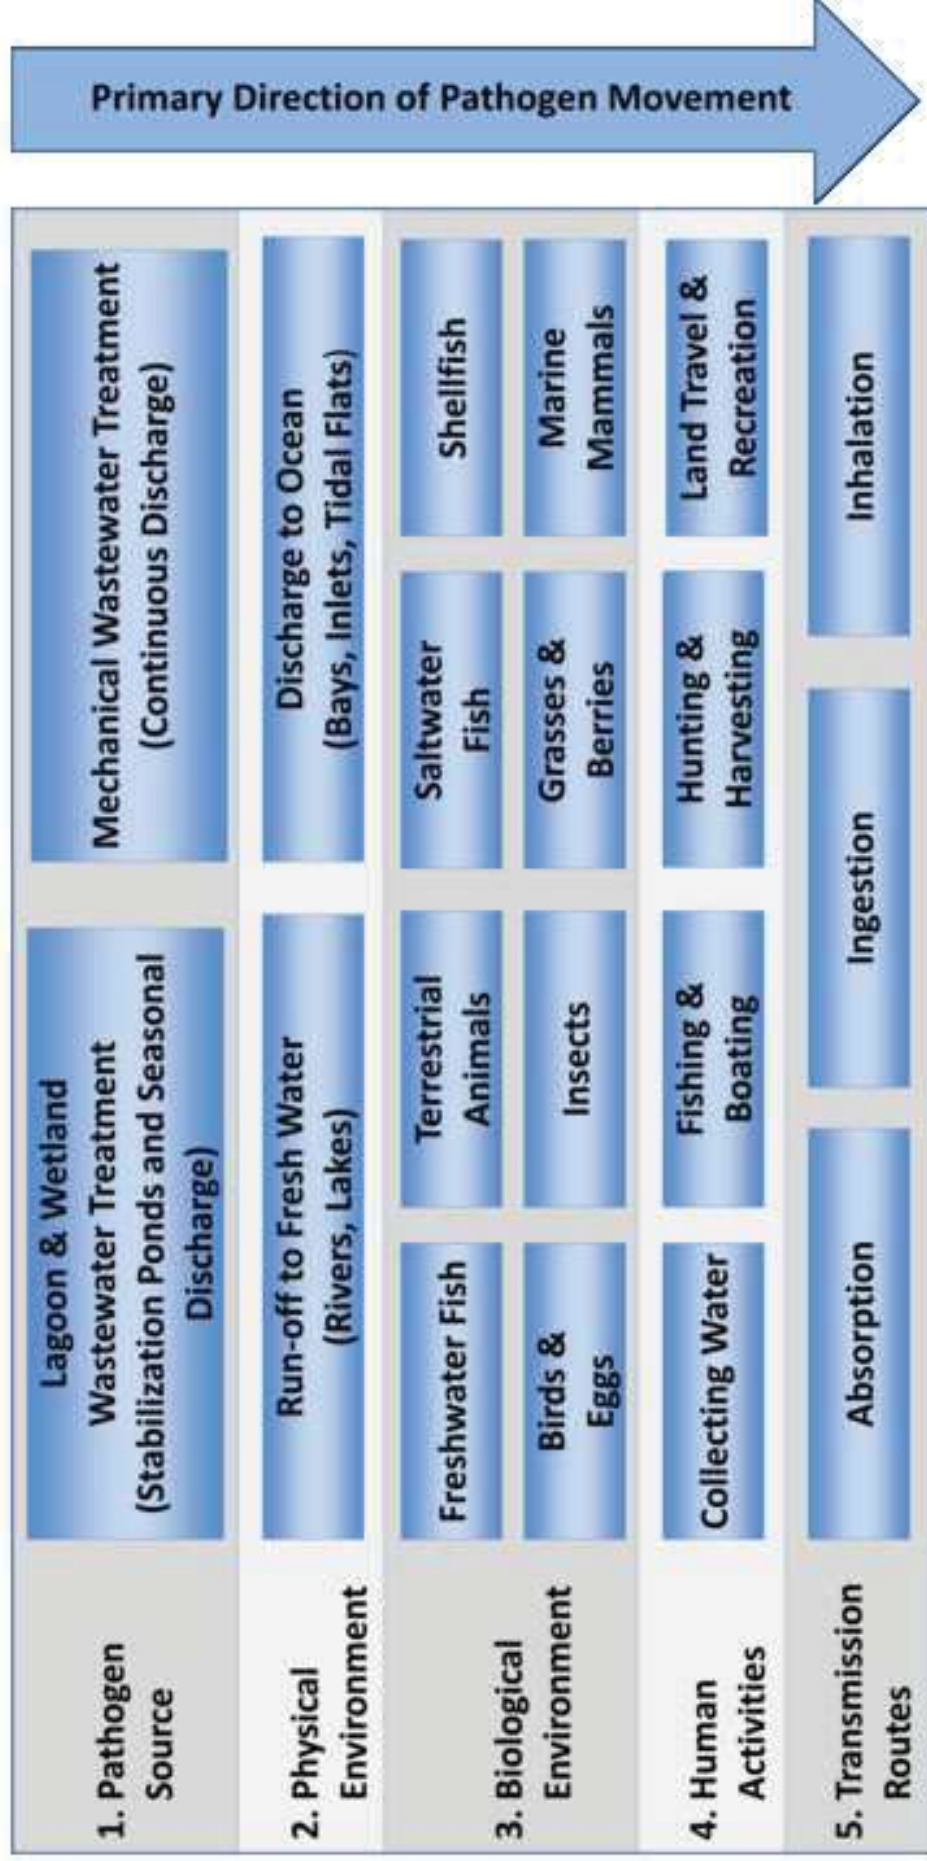 1. Pathogen
Source
Lagoon & Wetland
Wastewater Treatment
(Stabilization Ponds and Seasonal
Discharge)
Mechanical Wastewater Treatment
(Continuous Discharge)
2. Physical
Environment
Run-off to Fresh Water
(Rivers, Lakes)
Discharge to Ocean
(Bays, Inlets, Tidal Flats)
3. Biological
Environment
Freshwater Fish
Terrestrial
Animals
Saltwater
Fish
Shellfish
Birds &
Eggs
Insects
Grasses &
Berries
Marine
Mammals
4. Human
Activities
Collecting Water
Fishing &
Boating
Hunting &
Harvesting
Land Travel &
Recreation
5. Transmission
Routes
Absorption
Ingestion
Inhalation
Primary Direction of Pathogen Movement